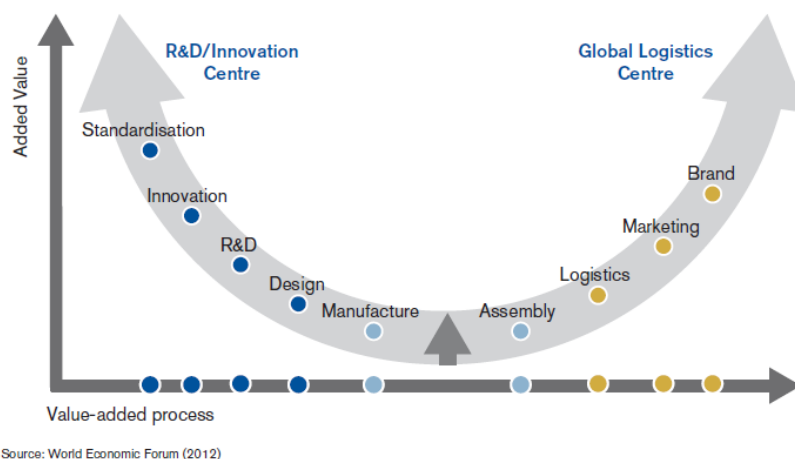 R&D/Innovation
Centre
Global Logistics
Centre
Added Value
Standardisation
Innovation
R&D
Design
Manufacture
Assembly
Logistics
Marketing
Brand
Value-added process
Source: World Economic Forum (2012)